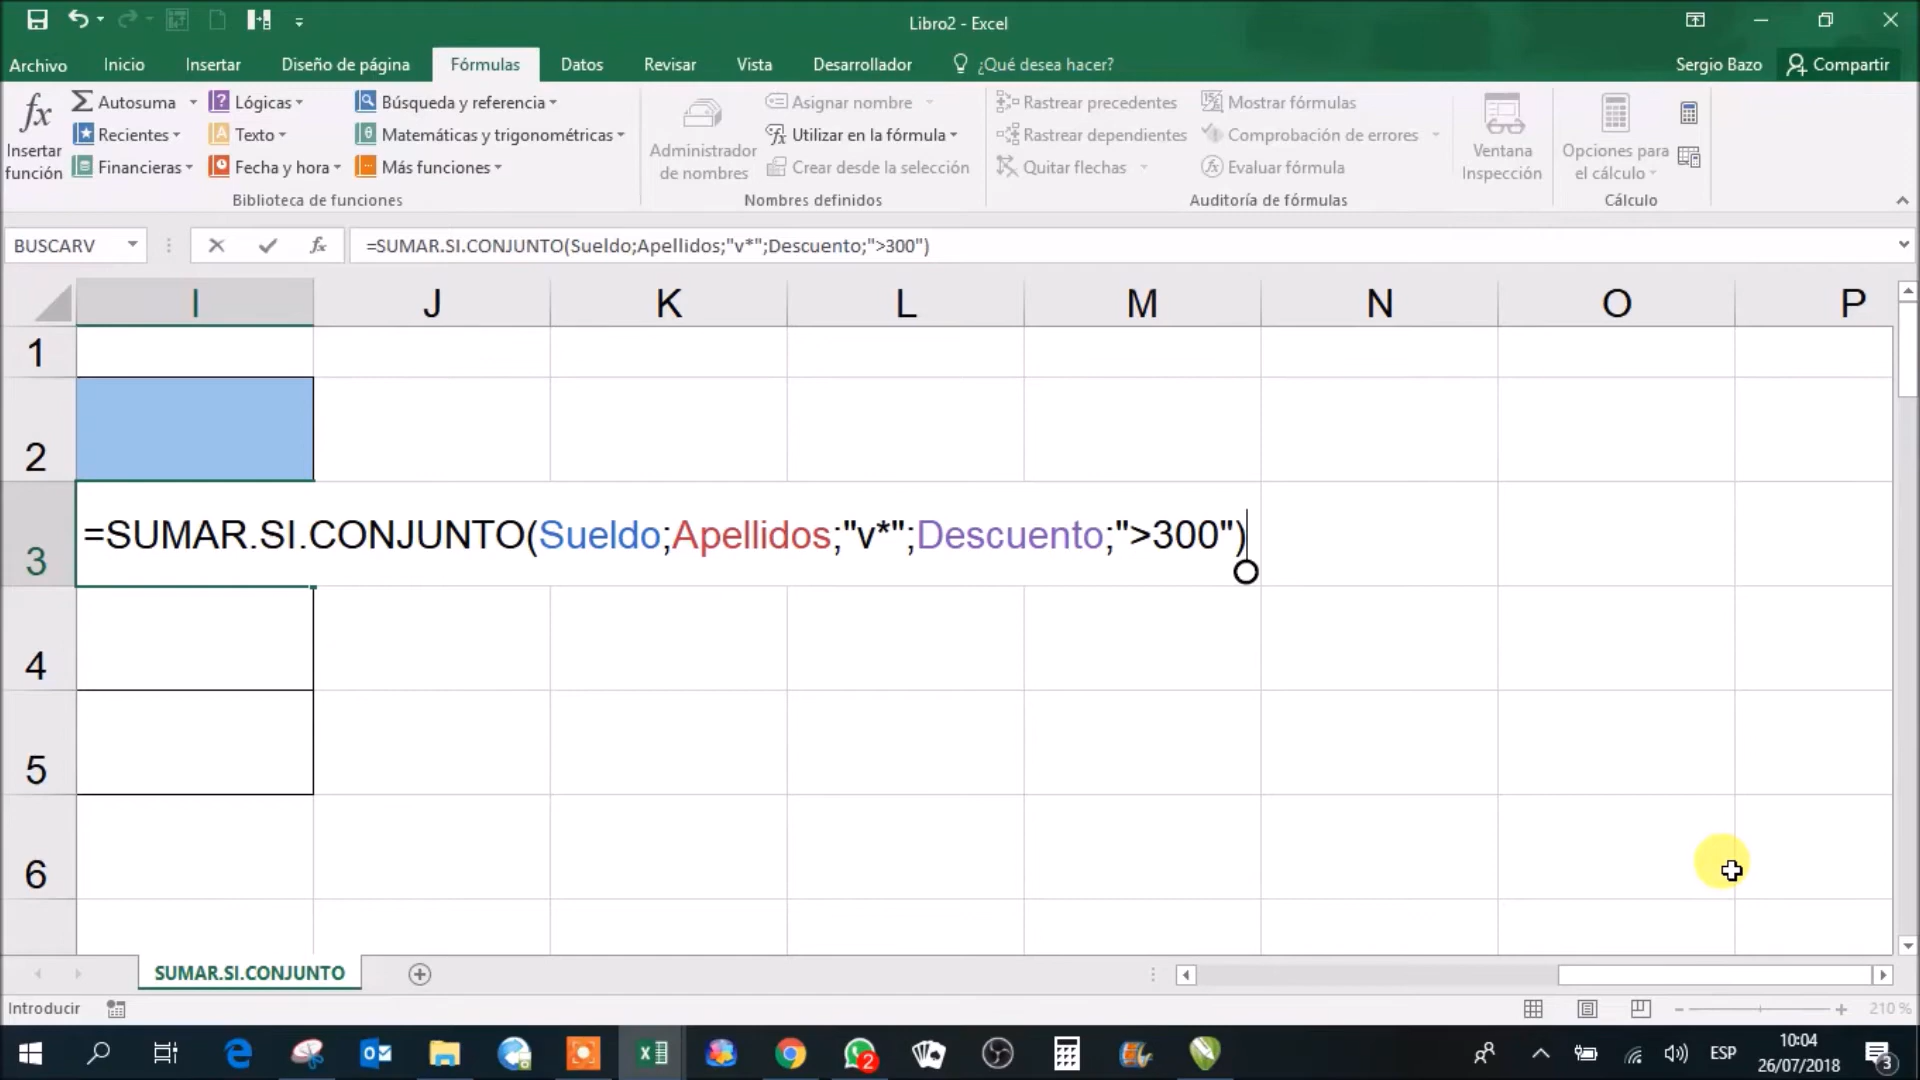 Libro2 - Excel
Archivo Inicio Insertar Diseño de página Fórmulas Datos Revisar Vista Desarrollador ¿Qué desea hacer? Sergio Bazo Compartir
fx Insertar función
Autosuma
Recientes
Financieras
Lógicas
Texto
Fecha y hora
Búsqueda y referencia
Matemáticas y trigonométricas
Más funciones
Biblioteca de funciones
Administrador de nombres
Asignar nombre
Utilizar en la fórmula
Crear desde la selección
Nombres definidos
Rastrear precedentes
Rastrear dependientes
Quitar flechas
Mostrar fórmulas
Comprobación de errores
Evaluar fórmula
Auditoría de fórmulas
Ventana Inspección
Opciones para el cálculo
Cálculo
BUSCARV fx =SUMAR.SI.CONJUNTO(Sueldo;Apellidos;"v*";Descuento;">300")
I J K L M N O P
1
2
3 =SUMAR.SI.CONJUNTO(Sueldo;Apellidos;"v*";Descuento;">300")
4
5
6
SUMAR.SI.CONJUNTO
Introducir 210 %
2 ESP 10:04
26/07/2018 3